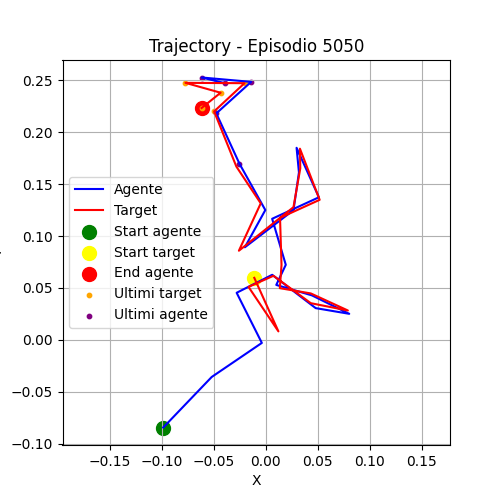 Trajectory - Episodio 5050
0.25
0.20
0.15
0.10
0.05
0.00
−0.05
−0.10
Agente
Target
Start agente
Start target
End agente
Ultimi target
Ultimi agente
−0.15
−0.10
−0.05
0.00
0.05
0.10
0.15
X